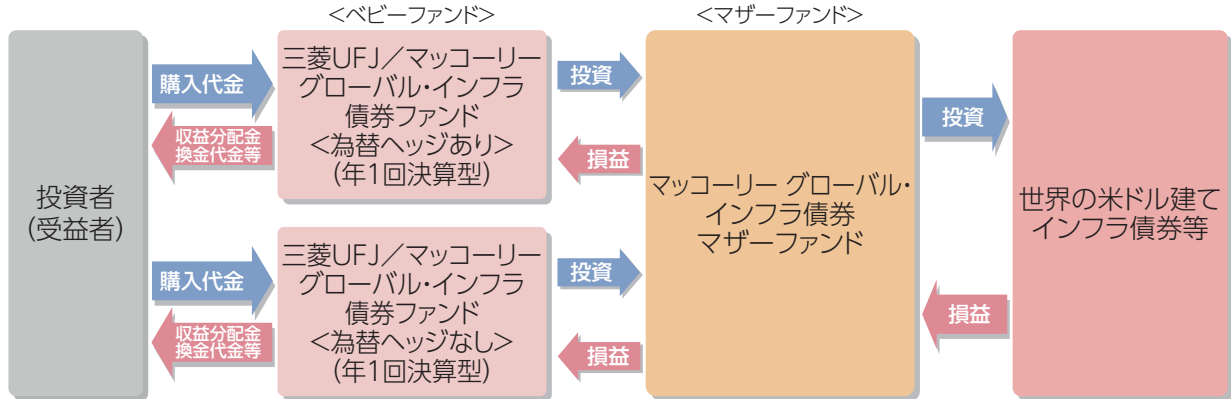 <ベビーファンド>
<マザーファンド>
投資者
(受益者)
購入代金
収益分配金
換金代金等
三菱UFJ/マッコーリー
グローバル・インフラ
債券ファンド
<為替ヘッジあり>
(年1回決算型)
投資
損益
購入代金
収益分配金
換金代金等
三菱UFJ/マッコーリー
グローバル・インフラ
債券ファンド
<為替ヘッジなし>
(年1回決算型)
投資
損益
マッコーリー グローバル・
インフラ債券
マザーファンド
投資
損益
世界の米ドル建て
インフラ債券等